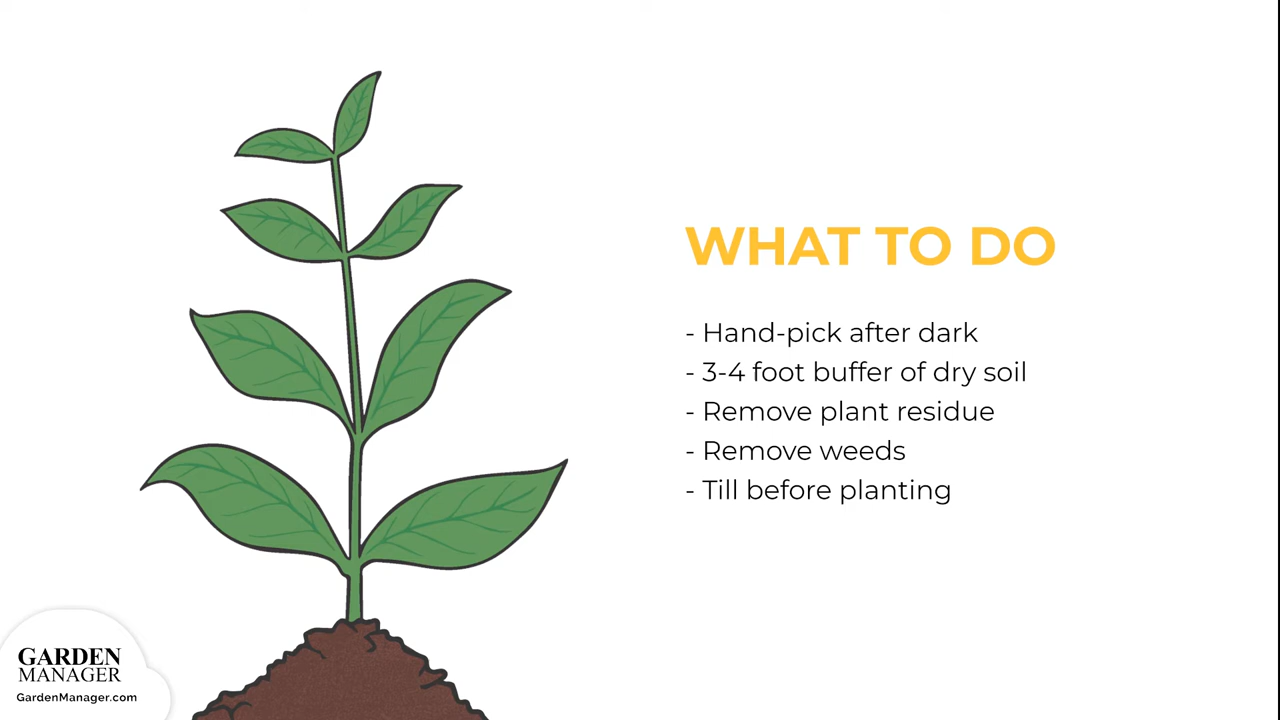 WHAT TO DO
- Hand-pick after dark
- 3-4 foot buffer of dry soil
- Remove plant residue
- Remove weeds
- Till before planting
GARDEN
MANAGER
GardenManager.com